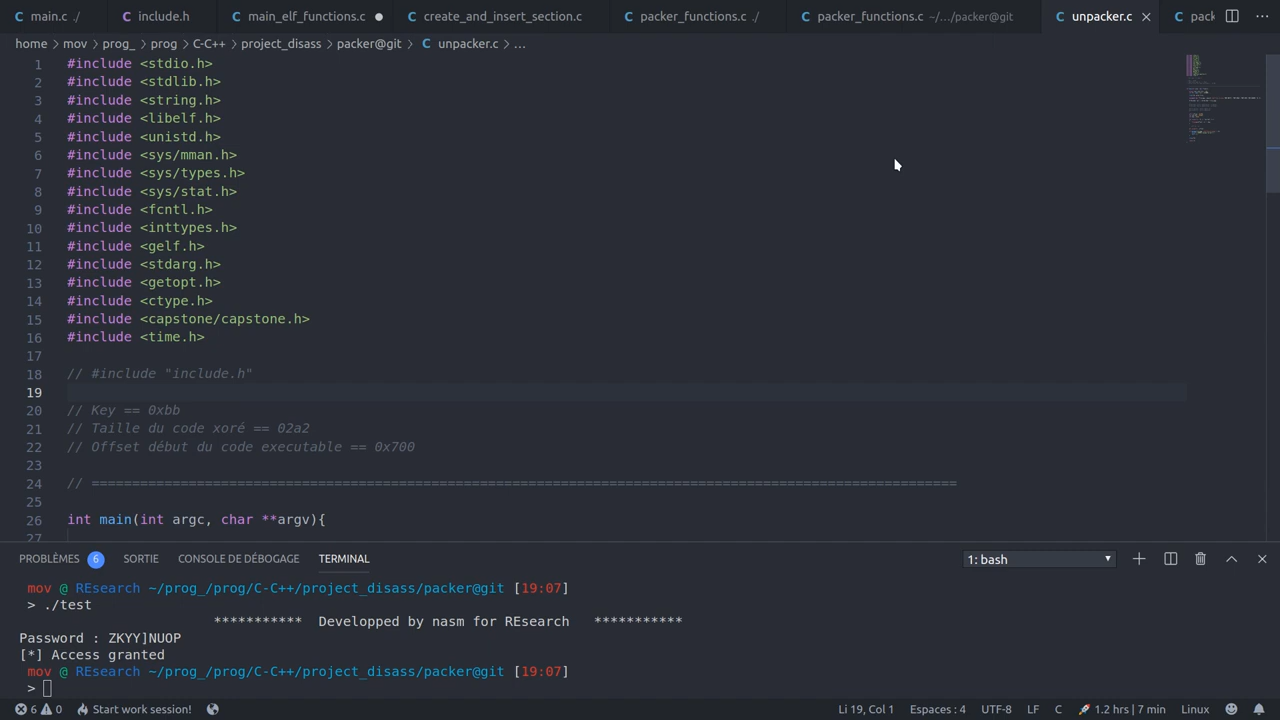 main.c ./ include.h main_elf_functions.c create_and_insert_section.c packer_functions.c ./ packer_functions.c ~/.../packer@git unpacker.c pack
home > mov > prog_ > prog > C-C++ > project_disass > packer@git > C unpacker.c > ...
1 #include <stdio.h>
2 #include <stdlib.h>
3 #include <string.h>
4 #include <libelf.h>
5 #include <unistd.h>
6 #include <sys/mman.h>
7 #include <sys/types.h>
8 #include <sys/stat.h>
9 #include <fcntl.h>
10 #include <inttypes.h>
11 #include <gelf.h>
12 #include <stdarg.h>
13 #include <getopt.h>
14 #include <ctype.h>
15 #include <capstone/capstone.h>
16 #include <time.h>
17
18 // #include "include.h"
19
20 // Key == 0xbb
21 // Taille du code xoré == 02a2
22 // Offset début du code executable == 0x700
23
24 // ===========================================================================================================
25
26 int main(int argc, char **argv){
27
PROBLÈMES 6 SORTIE CONSOLE DE DÉBOGAGE TERMINAL 1: bash
mov @ REsearch ~/prog_/prog/C-C++/project_disass/packer@git [19:07]
> ./test
*********** Developped by nasm for REsearch ***********
Password : ZKYY]NUOP
[*] Access granted
mov @ REsearch ~/prog_/prog/C-C++/project_disass/packer@git [19:07]
>
6 0 Start work session! Li 19, Col 1 Espaces : 4 UTF-8 LF C 1.2 hrs | 7 min Linux